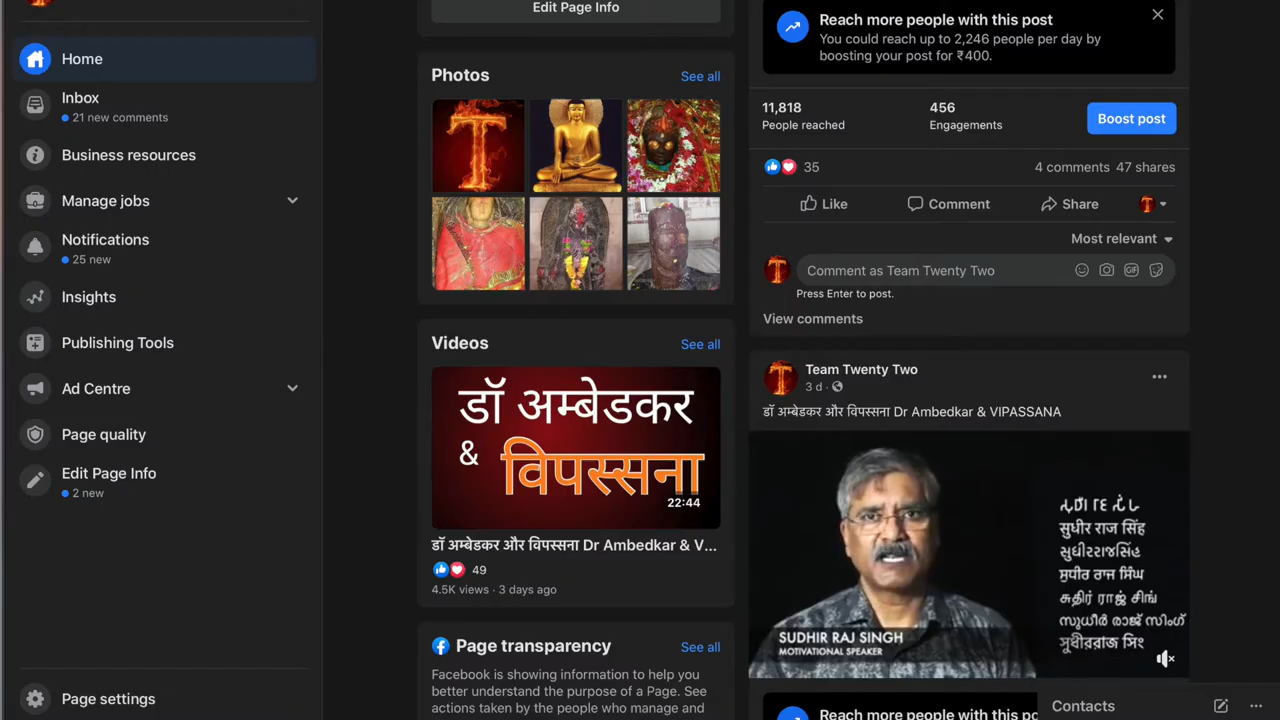 Home
Inbox
21 new comments
Business resources
Manage jobs
Notifications
25 new
Insights
Publishing Tools
Ad Centre
Page quality
Edit Page Info
2 new
Page settings
Edit Page Info
Photos
See all
T
Videos
See all
डॉ अम्बेडकर
&
विपस्सना
22:44
डॉ अम्बेडकर और विपस्सना Dr Ambedkar & V...
49
4.5K views · 3 days ago
Page transparency
See all
Facebook is showing information to help you
better understand the purpose of a Page. See
actions taken by the people who manage and
Reach more people with this post
You could reach up to 2,246 people per day by
boosting your post for ₹400.
11,818
People reached
456
Engagements
Boost post
35
4 comments 47 shares
Like
Comment
Share
Most relevant
Comment as Team Twenty Two
GIF
Press Enter to post.
View comments
Team Twenty Two
3 d
डॉ अम्बेडकर और विपस्सना Dr Ambedkar & VIPASSANA
सुधीर राज सिंह
સુધીરરાજસિંહ
ਸੁਧੀਰ ਰਾਜ ਸਿੰਘ
சுதிர் ராஜ் சீங்
സുധീർ രാജ് സിംഗ്
SUDHIR RAJ SINGH
MOTIVATIONAL SPEAKER
Reach more people with this po
Contacts